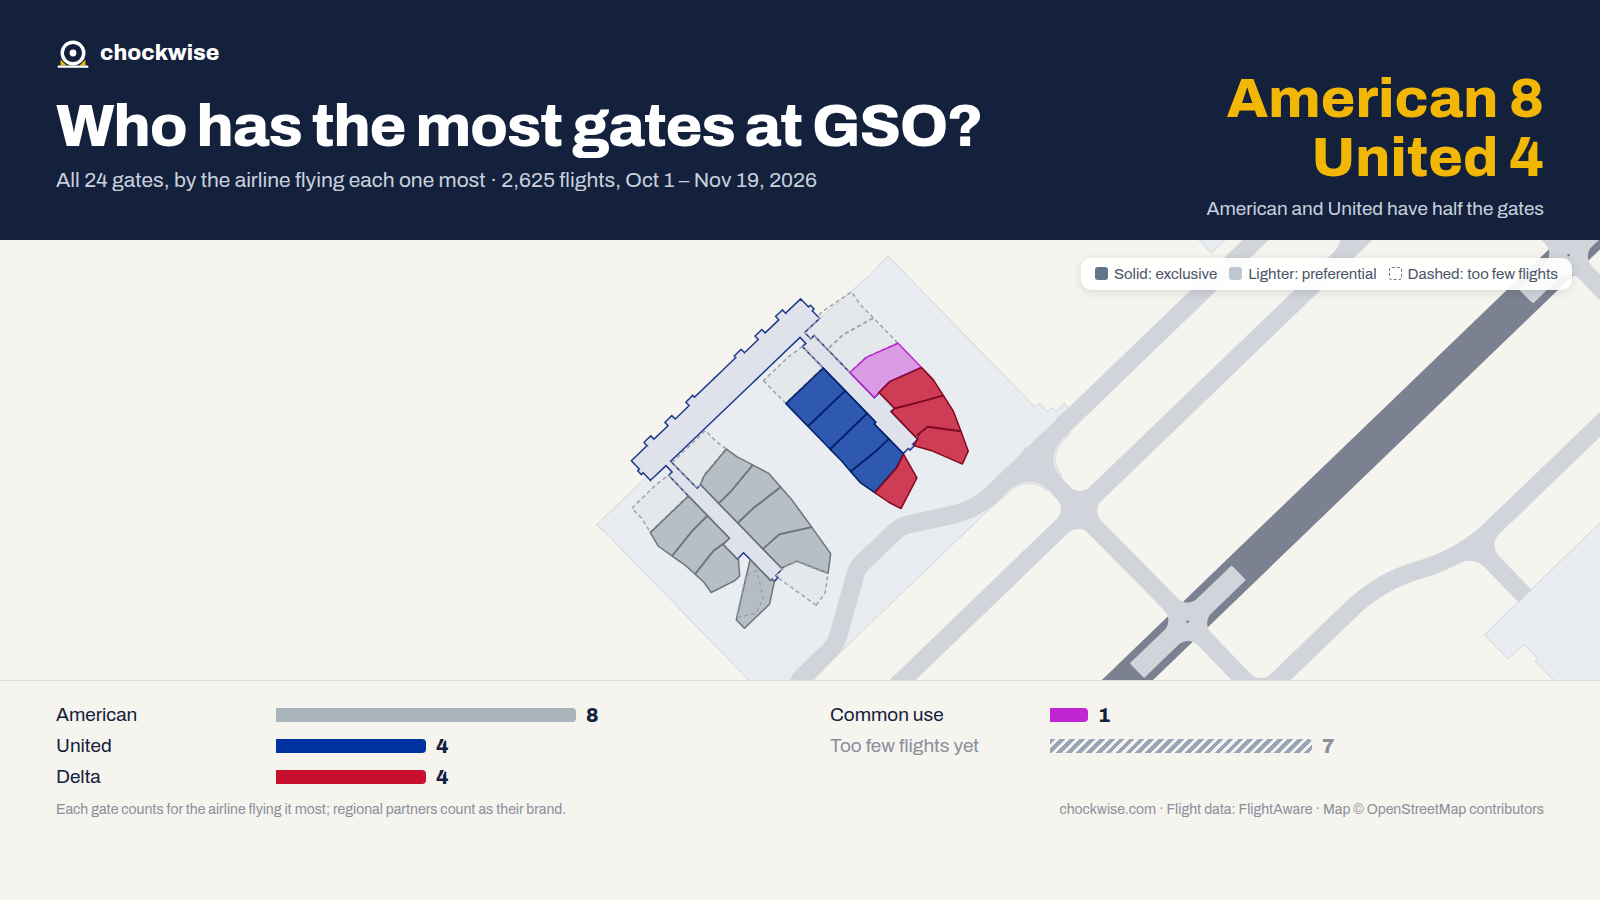 chockwise
Who has the most gates at GSO?
All 24 gates, by the airline flying each one most · 2,625 flights, Oct 1 – Nov 19, 2026
American 8
United 4
American and United have half the gates
Solid: exclusive Lighter: preferential Dashed: too few flights
American 8
United 4
Delta 4
Common use 1
Too few flights yet 7
Each gate counts for the airline flying it most; regional partners count as their brand.
chockwise.com · Flight data: FlightAware · Map © OpenStreetMap contributors